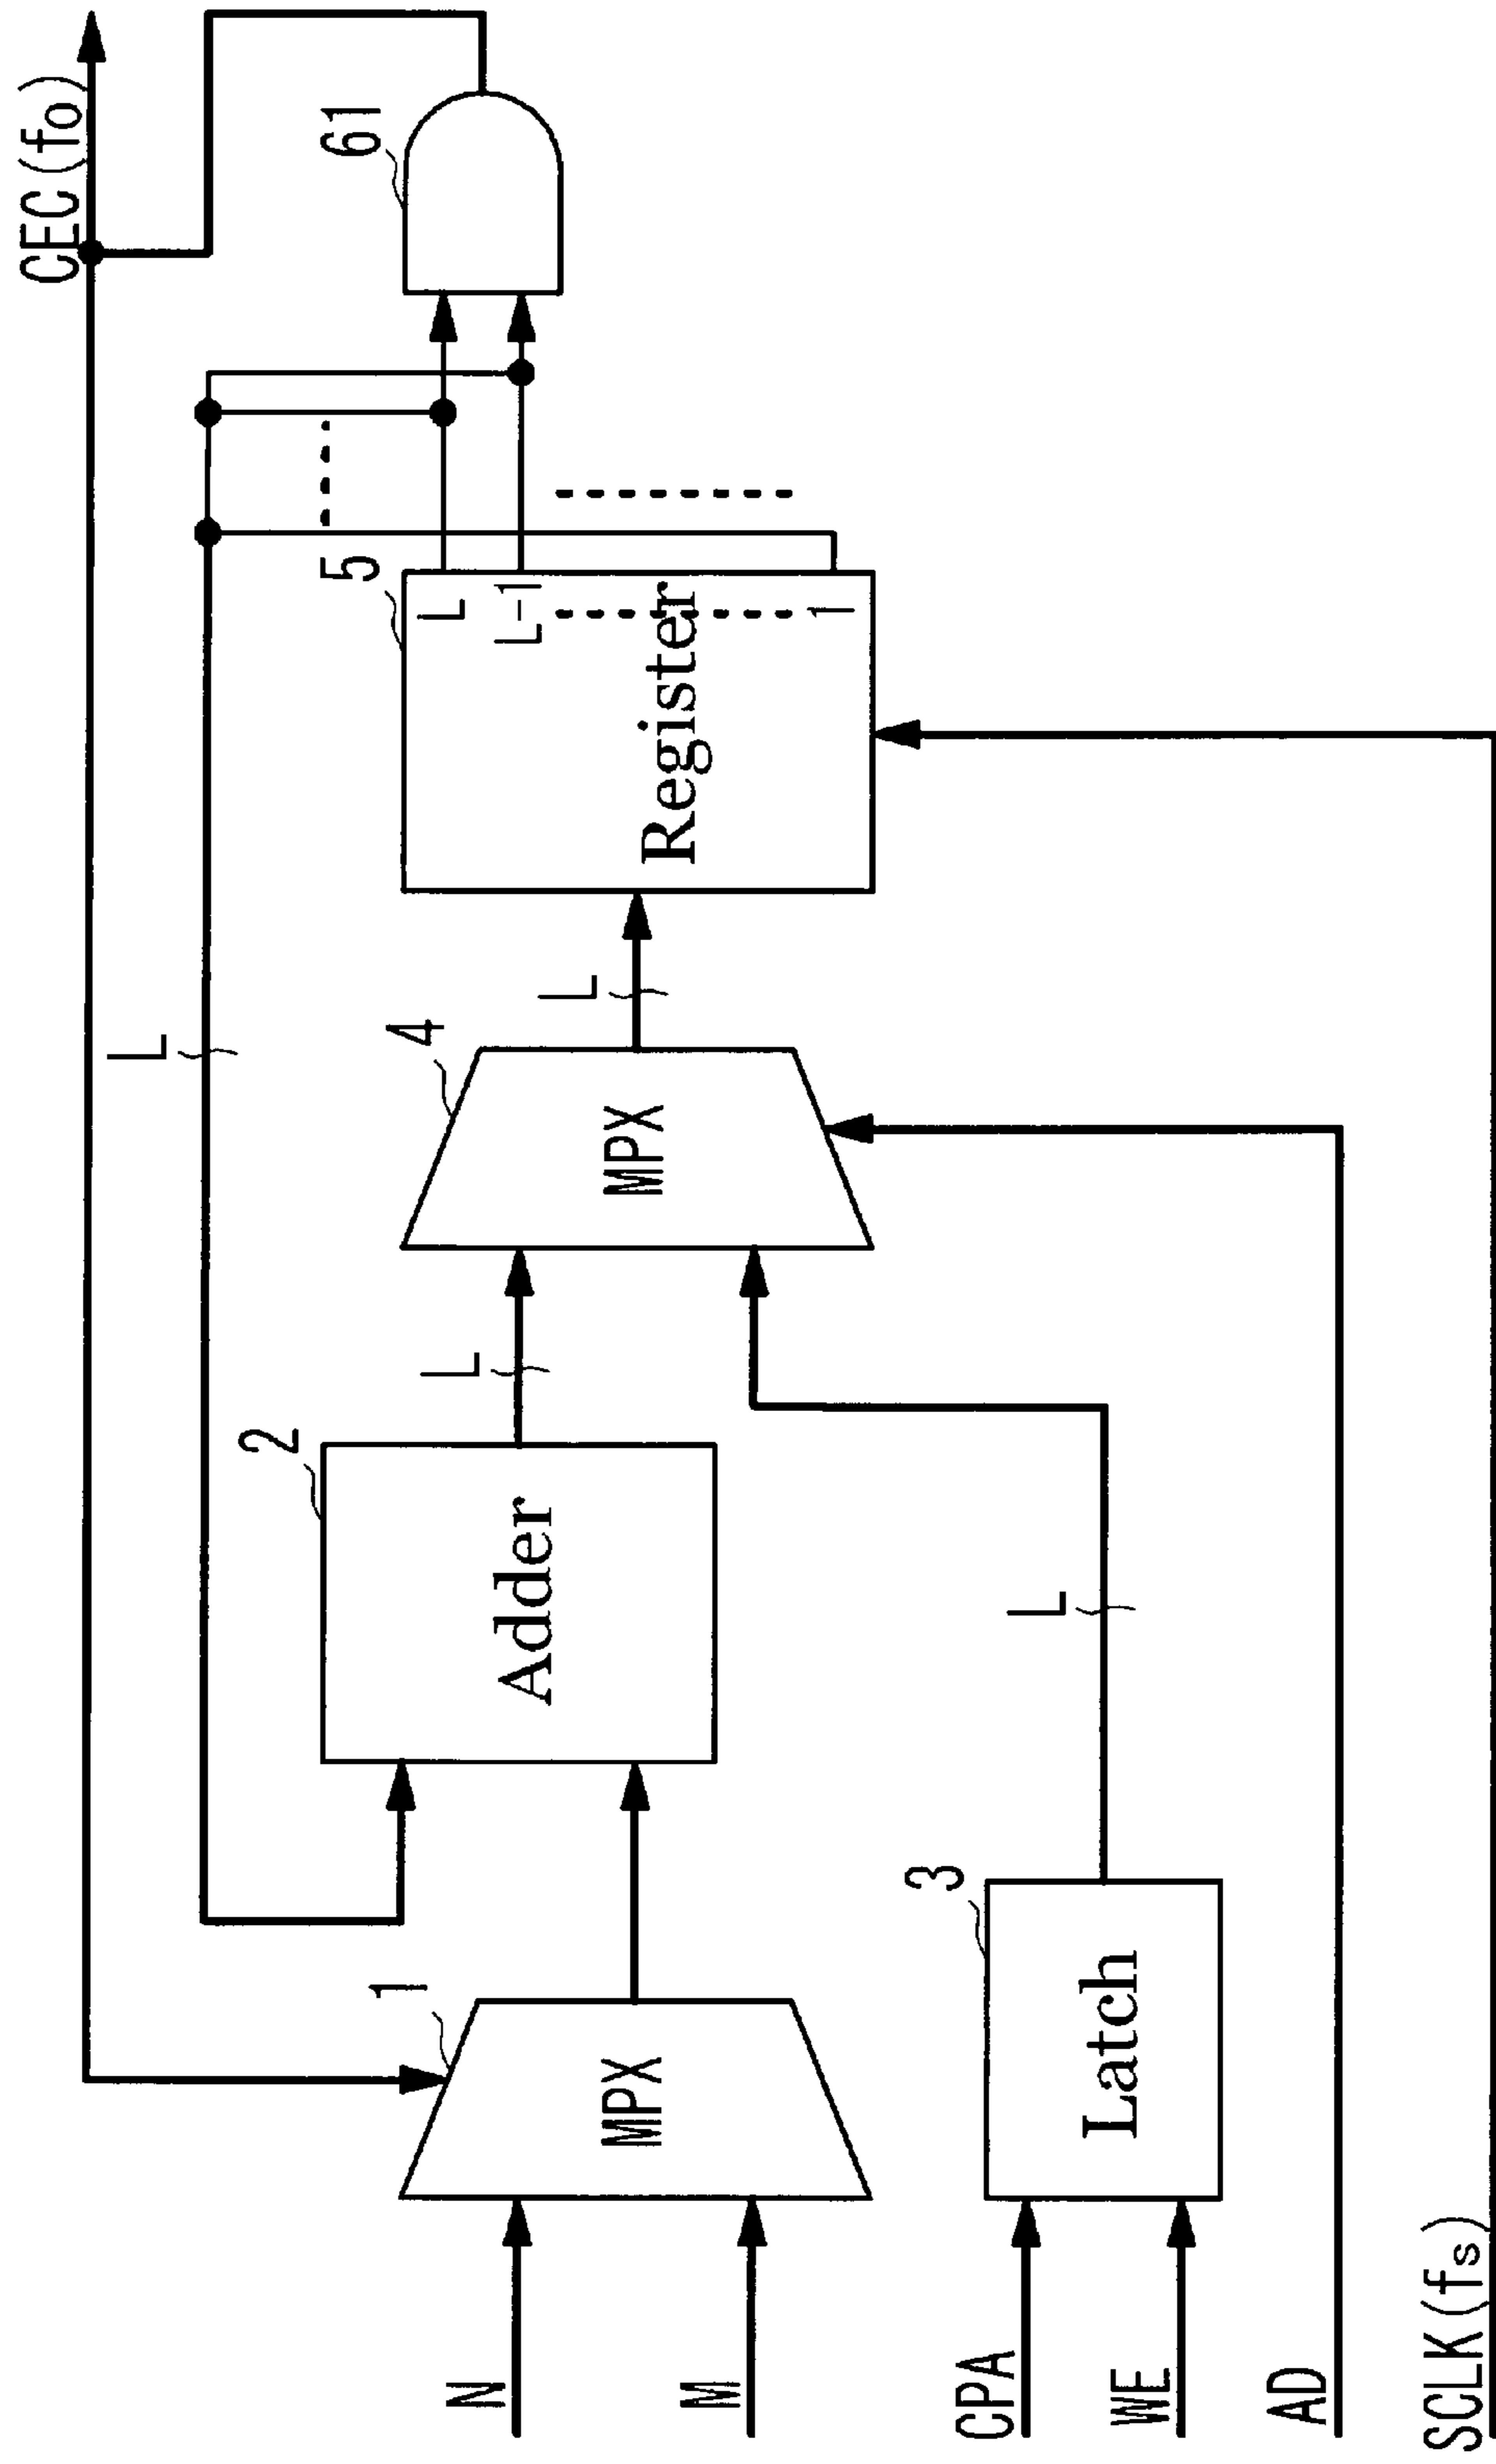 CEC(fo)
L
61
5
L
L-1
1
Register
4
MPX
L
2
Adder
L
1
MPX
N
M
3
Latch
L
CPA
WE
AD
SCLK(fs)